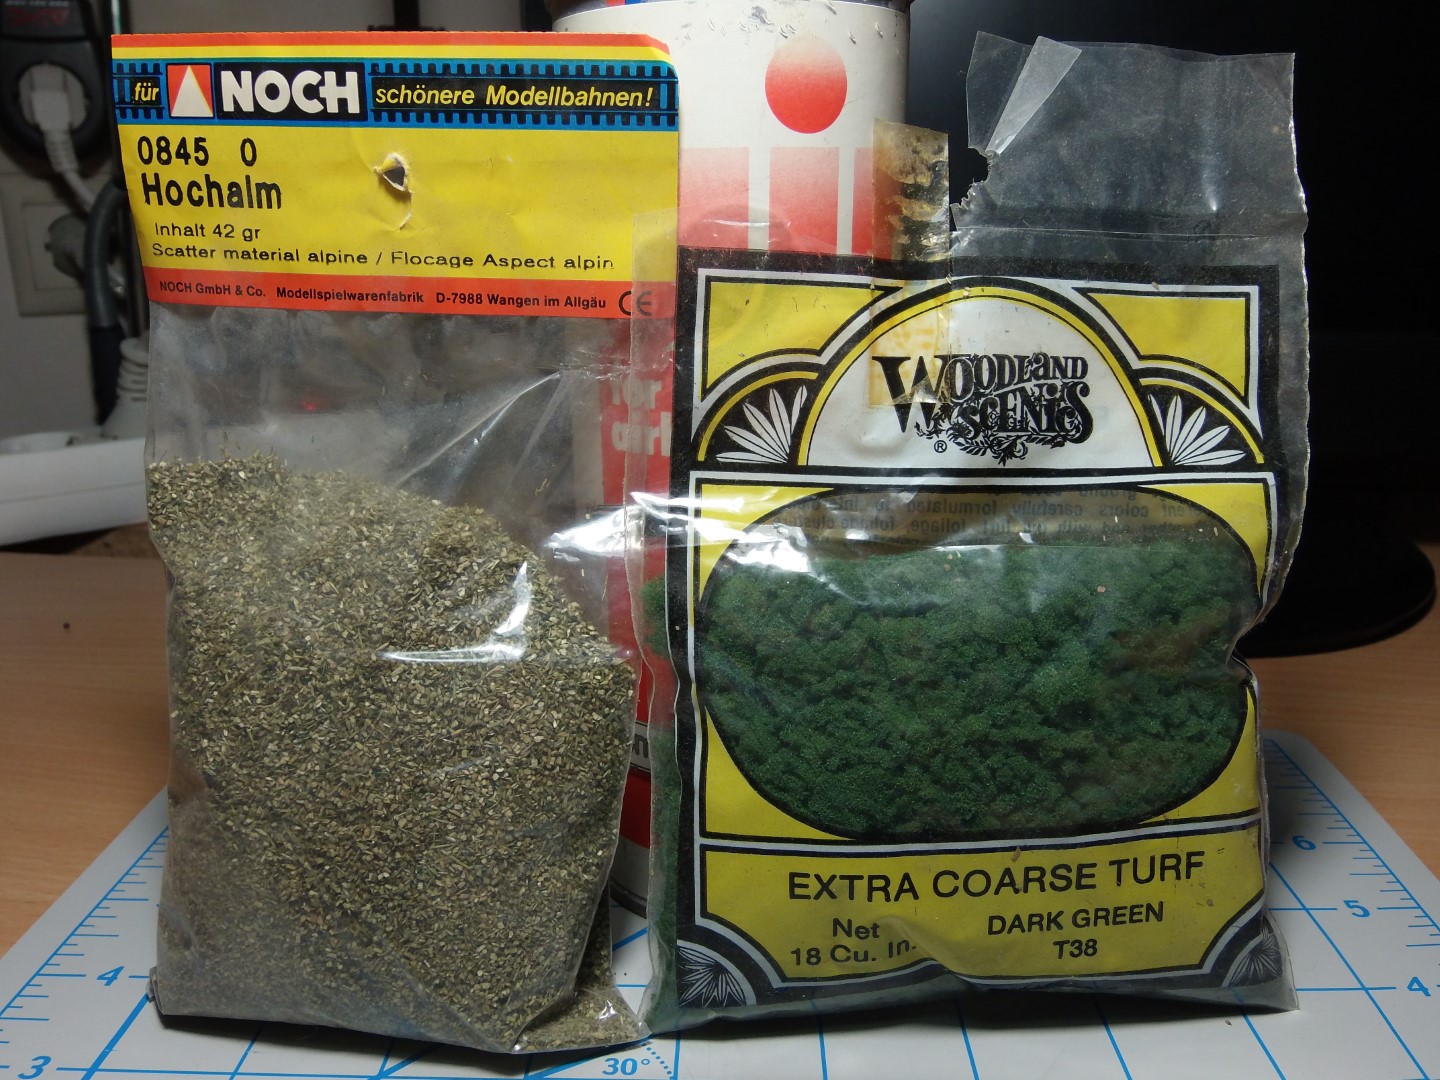 für NOCH schönere Modellbahnen!
0845 0
Hochalm
Inhalt 42 gr
Scatter material alpine / Flocage Aspect alpin
NOCH GmbH & Co. Modellspielwarenfabrik D-7988 Wangen im Allgäu CE
WOODLAND
SCENICS
®
EXTRA COARSE TURF
Net
18 Cu. In.
DARK GREEN
T38
4
3
30°
6
5
4